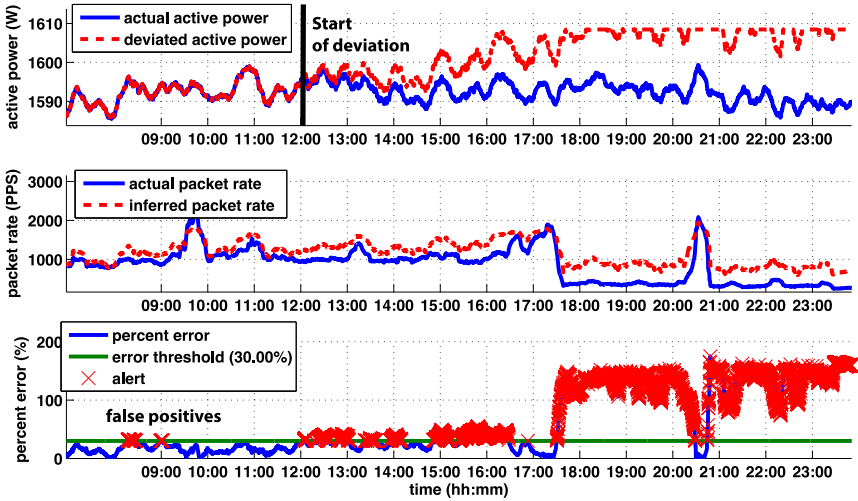 active power (W)
1610
1600
1590
actual active power
deviated active power
Start
of deviation
09:00 10:00 11:00 12:00 13:00 14:00 15:00 16:00 17:00 18:00 19:00 20:00 21:00 22:00 23:00
packet rate (PPS)
3000
2000
1000
actual packet rate
inferred packet rate
09:00 10:00 11:00 12:00 13:00 14:00 15:00 16:00 17:00 18:00 19:00 20:00 21:00 22:00 23:00
percent error (%)
200
100
0
percent error
error threshold (30.00%)
alert
false positives
09:00 10:00 11:00 12:00 13:00 14:00 15:00 16:00 17:00 18:00 19:00 20:00 21:00 22:00 23:00
time (hh:mm)